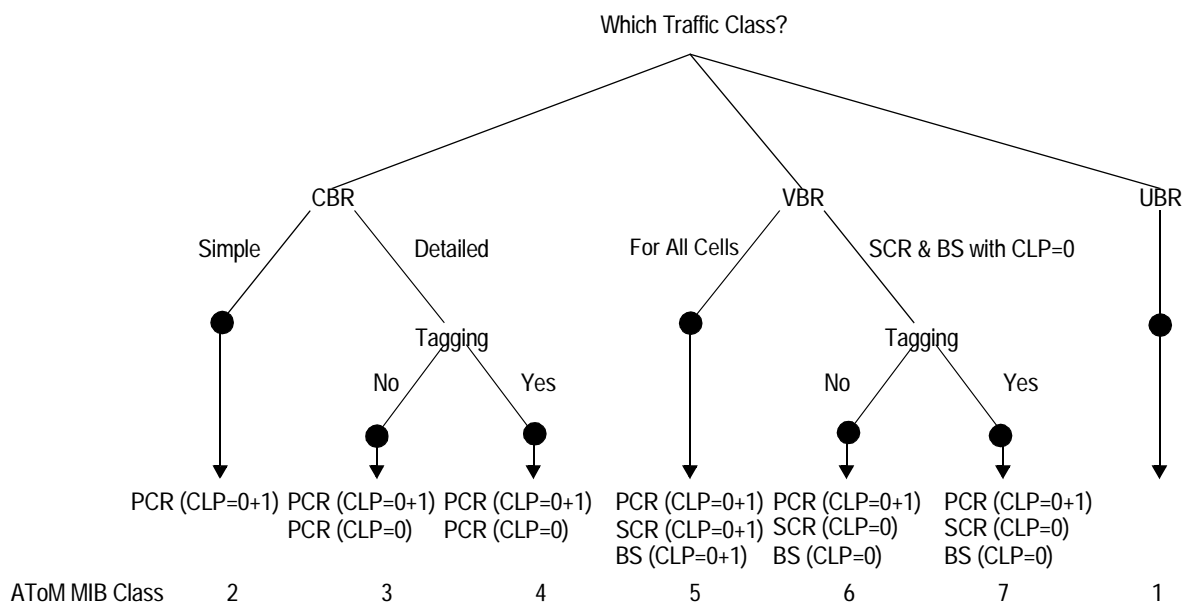 Which Traffic Class?
CBR VBR UBR
Simple Detailed For All Cells SCR & BS with CLP=0
Tagging Tagging
No Yes No Yes
PCR (CLP=0+1) PCR (CLP=0+1) PCR (CLP=0+1) PCR (CLP=0+1) PCR (CLP=0+1) PCR (CLP=0+1)
PCR (CLP=0) PCR (CLP=0) SCR (CLP=0+1) SCR (CLP=0) SCR (CLP=0)
BS (CLP=0+1) BS (CLP=0) BS (CLP=0)
AToM MIB Class 2 3 4 5 6 7 1